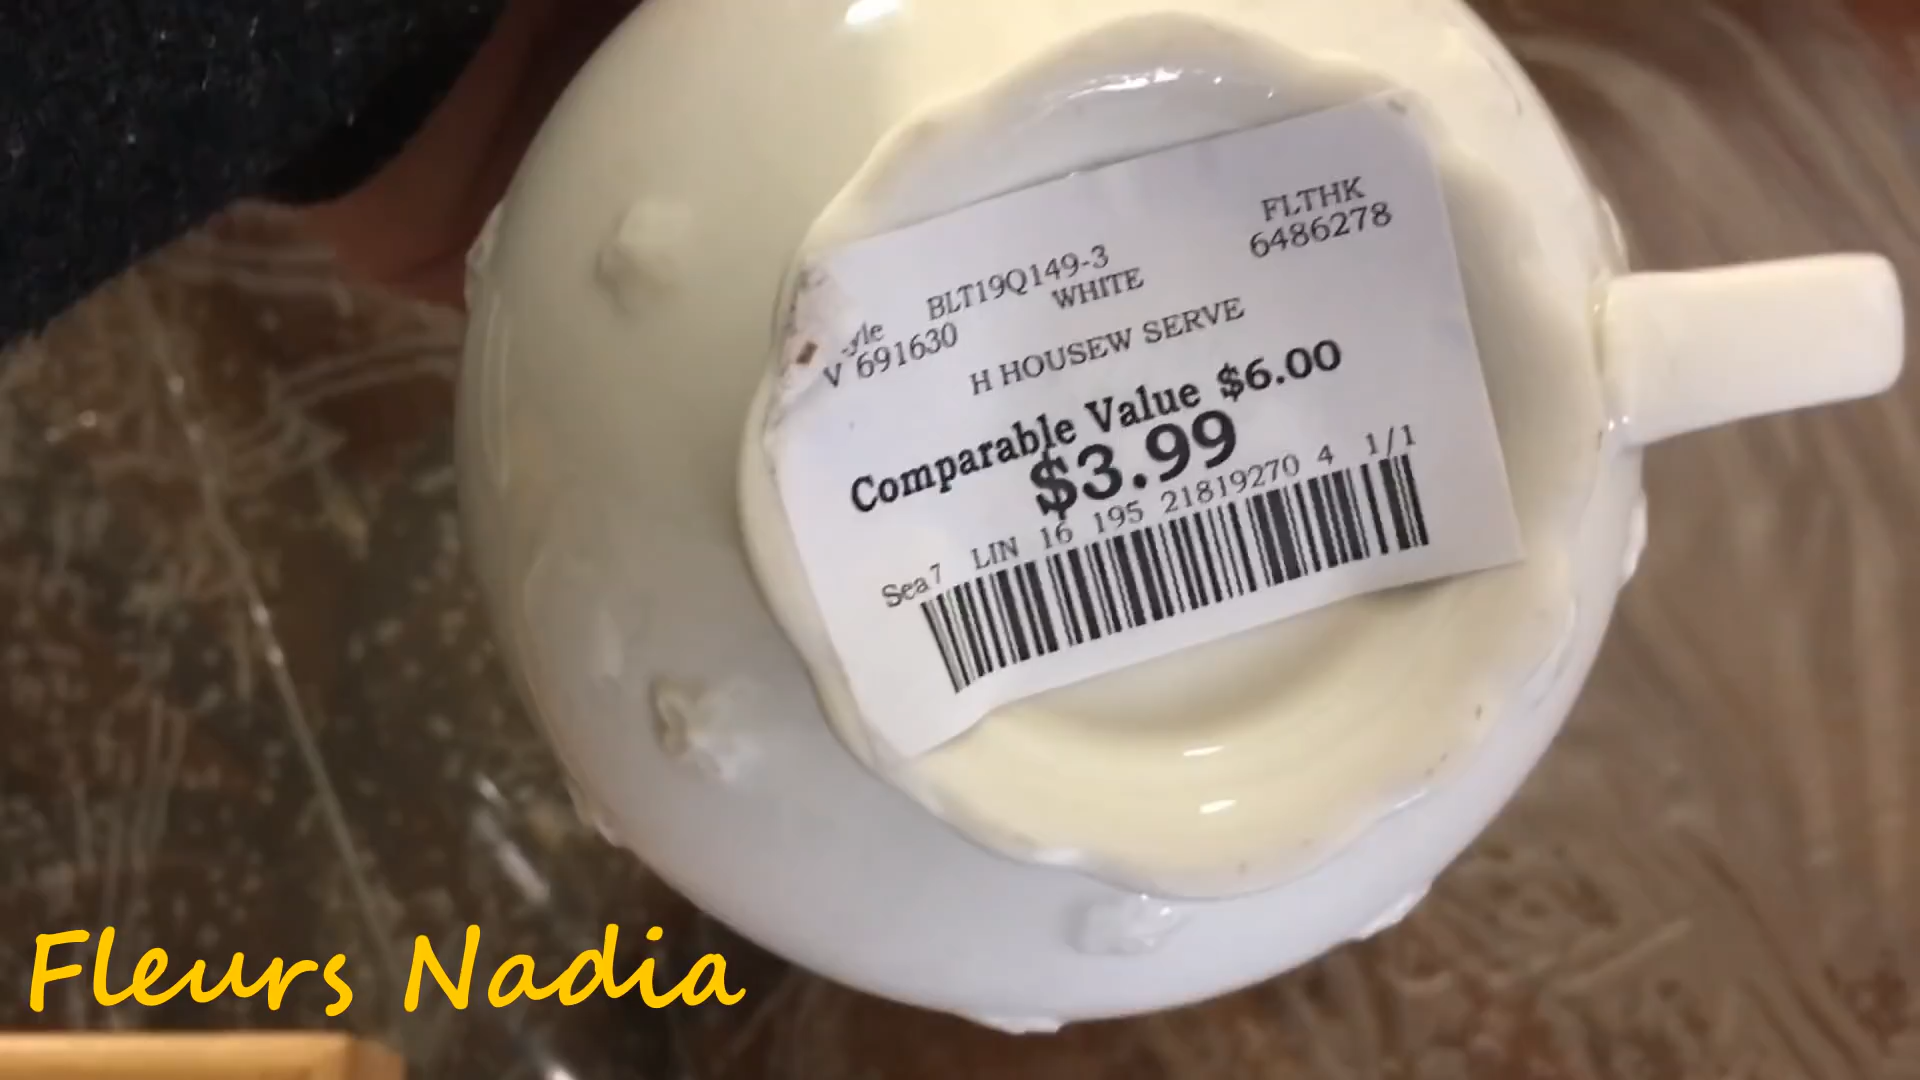 FLTHK
BLT19Q149-3 6486278
WHITE
V 691630
H HOUSEW SERVE
Comparable Value $6.00
$3.99
Sea7 LIN 16 195 21819270 4 1/1
Fleurs Nadia